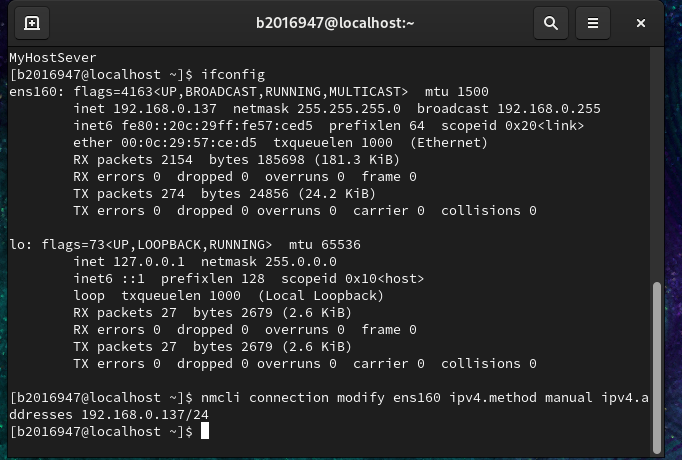 b2016947@localhost:~
MyHostSever
[b2016947@localhost ~]$ ifconfig
ens160: flags=4163<UP,BROADCAST,RUNNING,MULTICAST>  mtu 1500
        inet 192.168.0.137  netmask 255.255.255.0  broadcast 192.168.0.255
        inet6 fe80::20c:29ff:fe57:ced5  prefixlen 64  scopeid 0x20<link>
        ether 00:0c:29:57:ce:d5  txqueuelen 1000  (Ethernet)
        RX packets 2154  bytes 185698 (181.3 KiB)
        RX errors 0  dropped 0  overruns 0  frame 0
        TX packets 274  bytes 24856 (24.2 KiB)
        TX errors 0  dropped 0 overruns 0  carrier 0  collisions 0

lo: flags=73<UP,LOOPBACK,RUNNING>  mtu 65536
        inet 127.0.0.1  netmask 255.0.0.0
        inet6 ::1  prefixlen 128  scopeid 0x10<host>
        loop  txqueuelen 1000  (Local Loopback)
        RX packets 27  bytes 2679 (2.6 KiB)
        RX errors 0  dropped 0  overruns 0  frame 0
        TX packets 27  bytes 2679 (2.6 KiB)
        TX errors 0  dropped 0 overruns 0  carrier 0  collisions 0

[b2016947@localhost ~]$ nmcli connection modify ens160 ipv4.method manual ipv4.a
ddresses 192.168.0.137/24
[b2016947@localhost ~]$